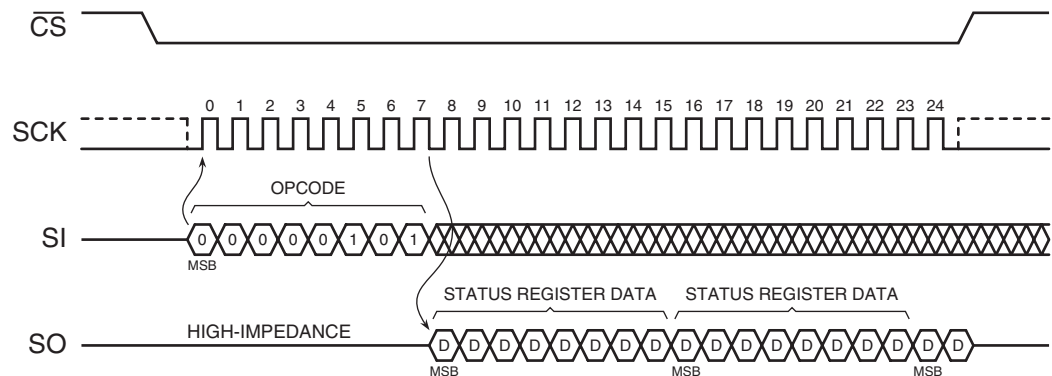 CS
0 1 2 3 4 5 6 7 8 9 10 11 12 13 14 15 16 17 18 19 20 21 22 23 24
SCK
OPCODE
SI 0 0 0 0 0 1 0 1
MSB
STATUS REGISTER DATA STATUS REGISTER DATA
HIGH-IMPEDANCE
SO D D D D D D D D D D D D D D D D D D
MSB MSB MSB